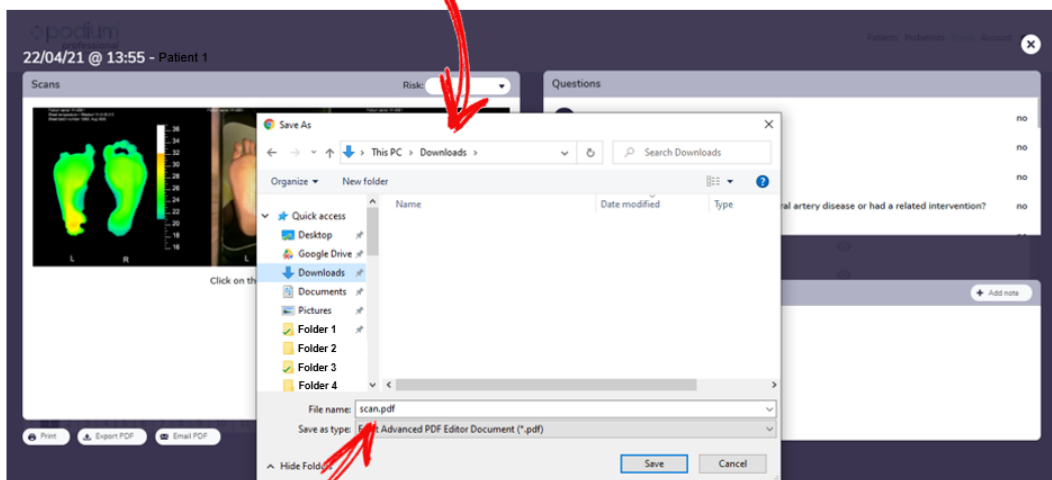 podium
professional
Patients Podiatrists Account
22/04/21 @ 13:55 - Patient 1
Scans
Risk:
Questions
no
no
no
ral artery disease or had a related intervention?
no
36
34
32
30
28
26
24
22
20
18
16
L R
L
Click on th
+ Add note
Print
Export PDF
Email PDF
Save As
This PC > Downloads >
Search Downloads
Organize
New folder
Name
Date modified
Type
Quick access
Desktop
Google Drive
Downloads
Documents
Pictures
Folder 1
Folder 2
Folder 3
Folder 4
File name: scan.pdf
Save as type: Advanced PDF Editor Document (*.pdf)
Hide Folders
Save
Cancel